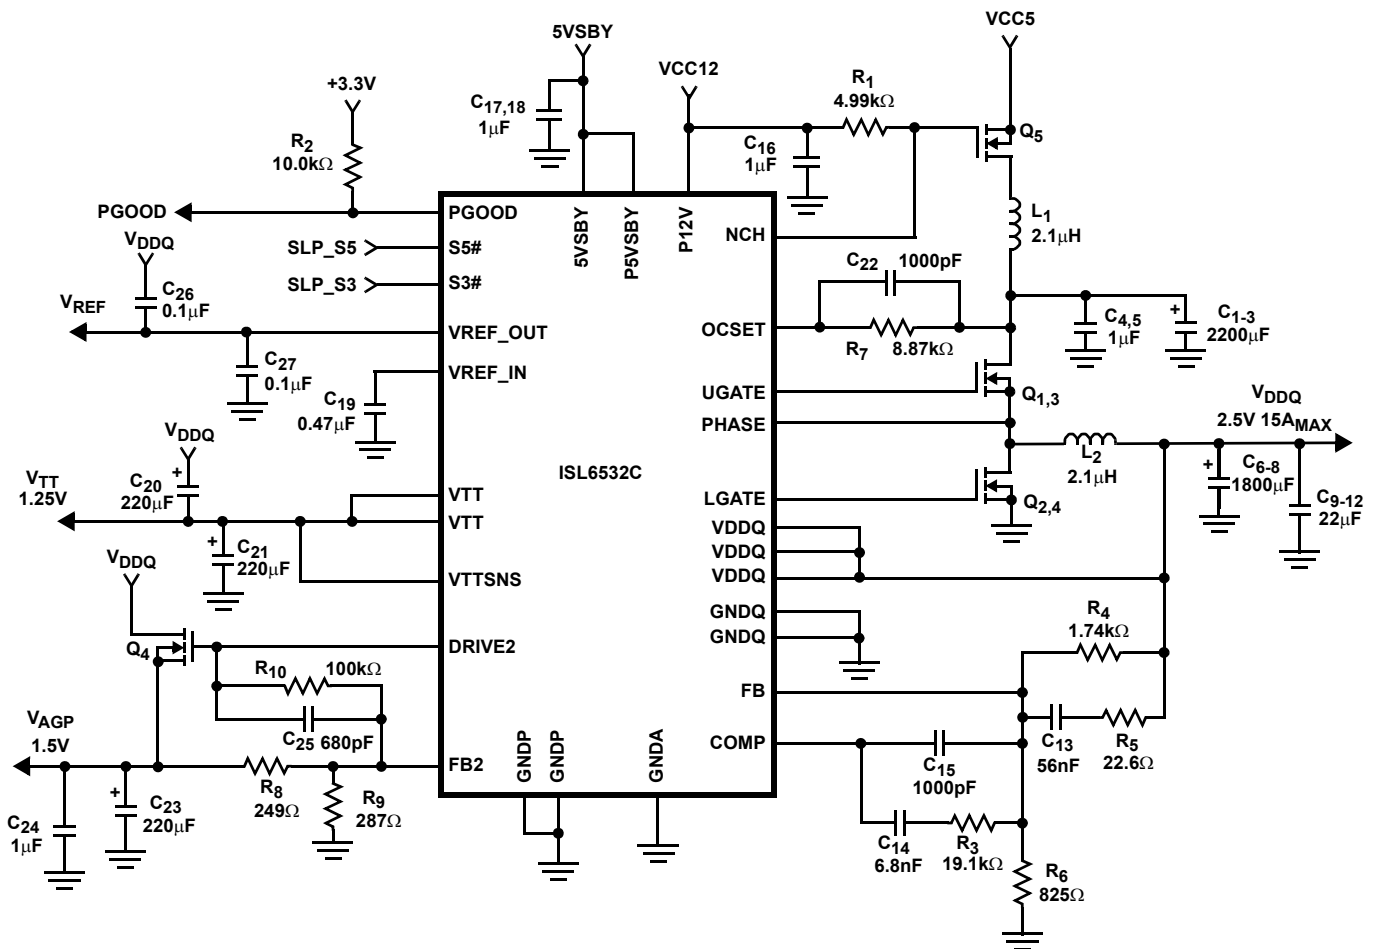 VCC5
5VSBY
VCC12
R1
4.99kΩ
+3.3V
C17,18
1μF
Q5
R2
10.0kΩ
C16
1μF
L1
2.1μH
PGOOD
PGOOD
5VSBY
P5VSBY
P12V
NCH
VDDQ
SLP_S5
S5#
SLP_S3
S3#
C22
1000pF
C26
0.1μF
VREF
VREF_OUT
OCSET
R7
8.87kΩ
C4,5
1μF
C1-3
+
2200μF
C27
0.1μF
VREF_IN
C19
0.47μF
UGATE
Q1,3
PHASE
VDDQ
2.5V 15AMAX
VDDQ
ISL6532C
L2
2.1μH
+
C6-8
1800μF
C9-12
22μF
VTT
1.25V
+
C20
220μF
VTT
VTT
LGATE
Q2,4
VDDQ
VDDQ
VDDQ
+
C21
220μF
VDDQ
VTTSNS
GNDQ
GNDQ
R4
1.74kΩ
Q4
DRIVE2
R10
100kΩ
C25
680pF
FB
VAGP
1.5V
C13
56nF
R5
22.6Ω
COMP
C15
1000pF
FB2
GNDP
GNDP
GNDA
R8
249Ω
R9
287Ω
+
C23
220μF
C24
1μF
C14
6.8nF
R3
19.1kΩ
R6
825Ω